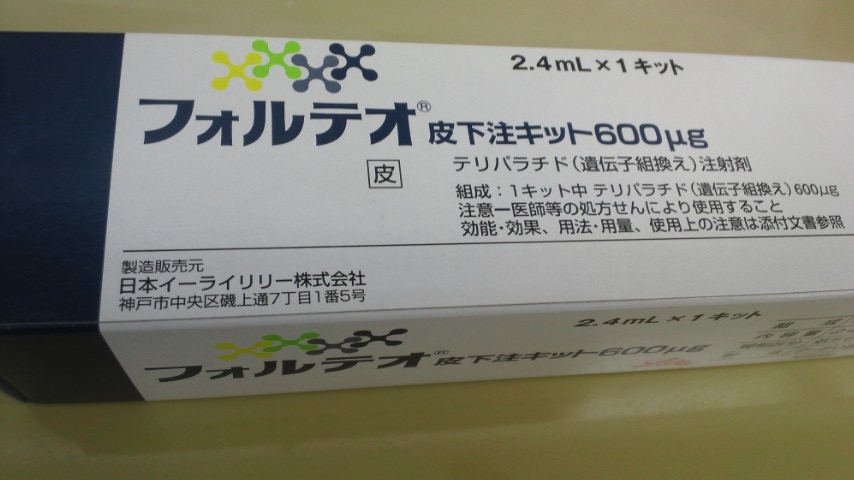 2.4mL×1キット
フォルテオ® 皮下注キット600μg
皮
テリパラチド(遺伝子組換え)注射剤
組成:1キット中 テリパラチド(遺伝子組換え)600μg
注意ー医師等の処方せんにより使用すること
効能・効果、用法・用量、使用上の注意は添付文書参照
製造販売元
日本イーライリリー株式会社
神戸市中央区磯上通7丁目1番5号
2.4mL×1キット
フォルテオ® 皮下注キット600μg